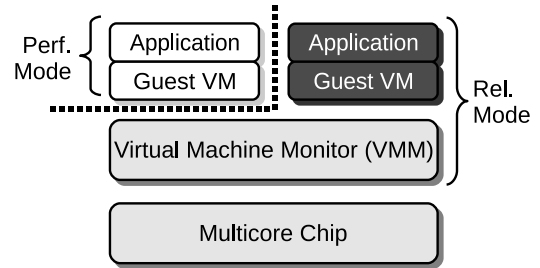 Perf.
Mode
Application
Guest VM
Application
Guest VM
Rel.
Mode
Virtual Machine Monitor (VMM)
Multicore Chip